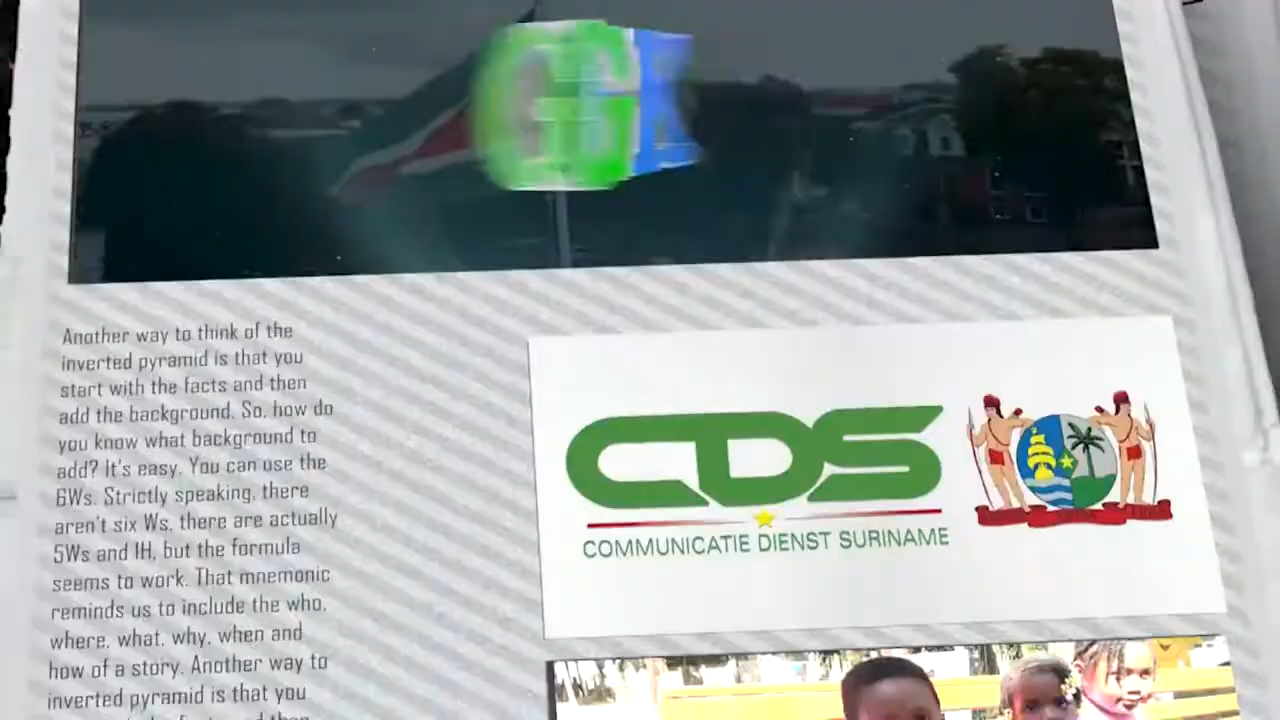 Another way to think of the
inverted pyramid is that you
start with the facts and then
add the background. So, how do
you know what background to
add? It's easy. You can use the
6Ws. Strictly speaking, there
aren't six Ws, there are actually
5Ws and 1H, but the formula
seems to work. That mnemonic
reminds us to include the who,
where, what, why, when and
how of a story. Another way to
inverted pyramid is that you
CDS
COMMUNICATIE DIENST SURINAME